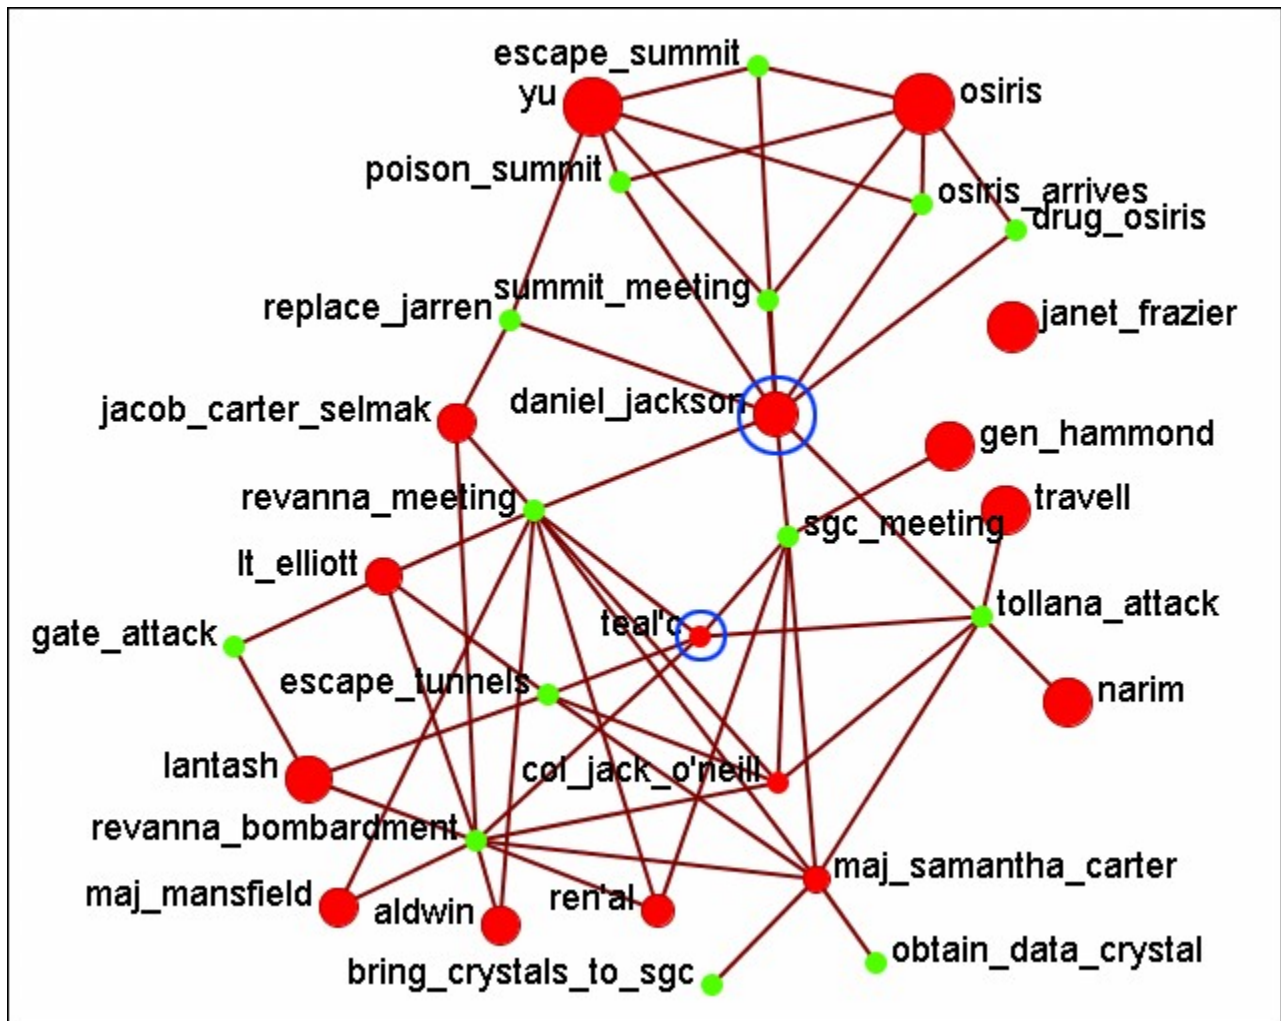 escape_summit
yu
osiris
poison_summit
osiris_arrives
drug_osiris
summit_meeting
replace_jarren
janet_frazier
daniel_jackson
jacob_carter_selmak
gen_hammond
revanna_meeting
travell
sgc_meeting
lt_elliott
tollana_attack
teal'c
gate_attack
escape_tunnels
narim
lantash
col_jack_o'neill
revanna_bombardment
maj_samantha_carter
maj_mansfield
aldwin
ren'al
obtain_data_crystal
bring_crystals_to_sgc